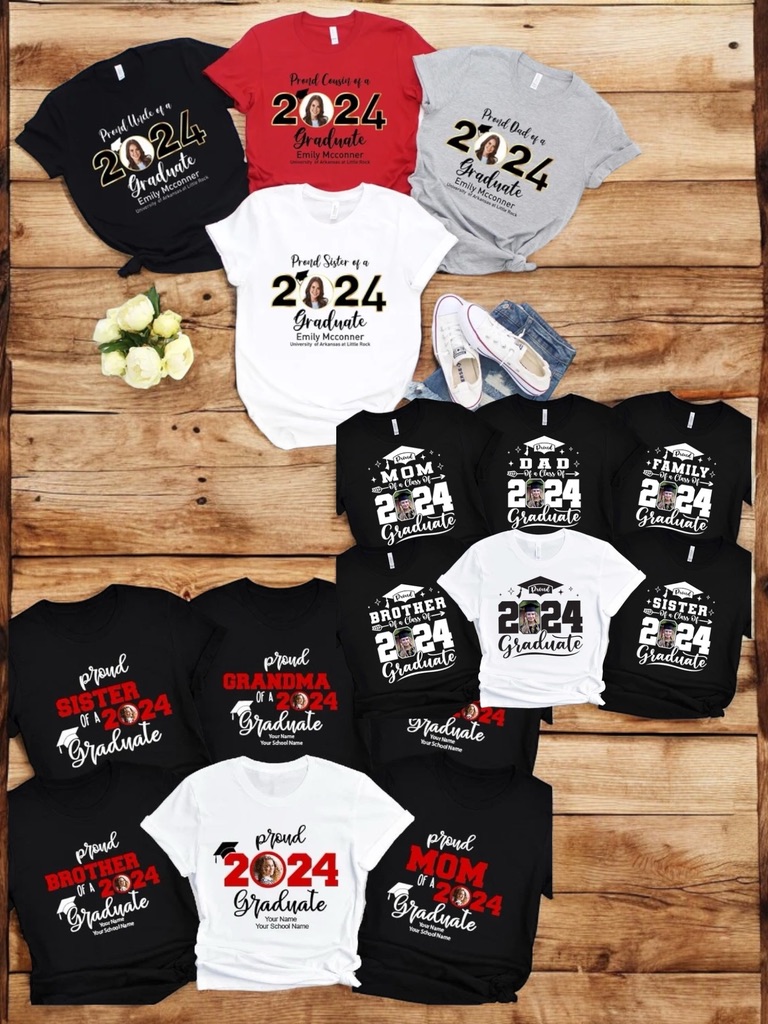 Proud Uncle of a
2024
Graduate
Emily Mcconner
University of Arkansas at Little Rock
Proud Cousin of a
2024
Graduate
Emily Mcconner
University of Arkansas at Little Rock
Proud Dad of a
2024
Graduate
Emily Mcconner
University of Arkansas at Little Rock
Proud Sister of a
2024
Graduate
Emily Mcconner
University of Arkansas at Little Rock
Proud
MOM
Of a Class Of
2024
Graduate
Proud
DAD
Of a Class Of
2024
Graduate
Proud
FAMILY
Of a Class Of
2024
Graduate
Proud
BROTHER
Of a Class Of
2024
Graduate
Proud
2024
Graduate
Proud
SISTER
Of a Class Of
2024
Graduate
proud
SISTER
OF A 2024
Graduate
proud
GRANDMA
OF A 2024
Graduate
Your Name
Your School Name
24
Graduate
Your Name
Your School Name
proud
BROTHER
OF A 2024
Graduate
Your Name
Your School Name
proud
2024
Graduate
Your Name
Your School Name
proud
MOM
OF A 2024
Graduate
Your Name
Your School Name